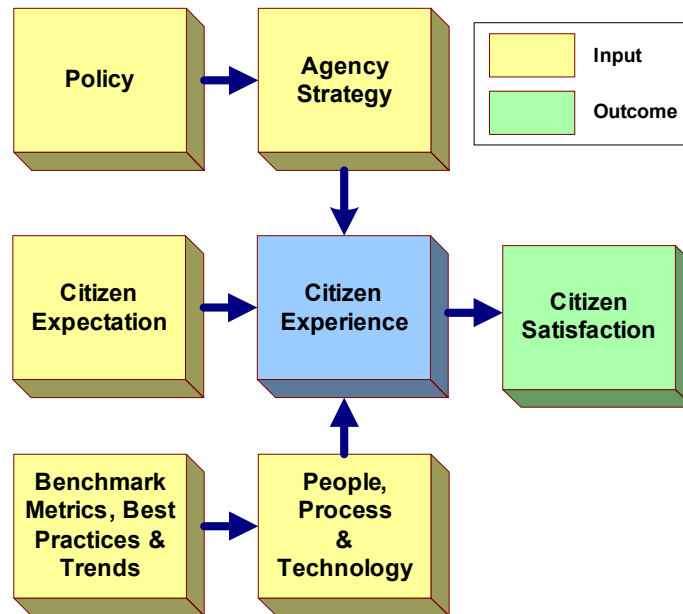 Policy
Agency
Strategy
Input
Outcome
Citizen
Expectation
Citizen
Experience
Citizen
Satisfaction
Benchmark
Metrics, Best
Practices &
Trends
People,
Process
&
Technology